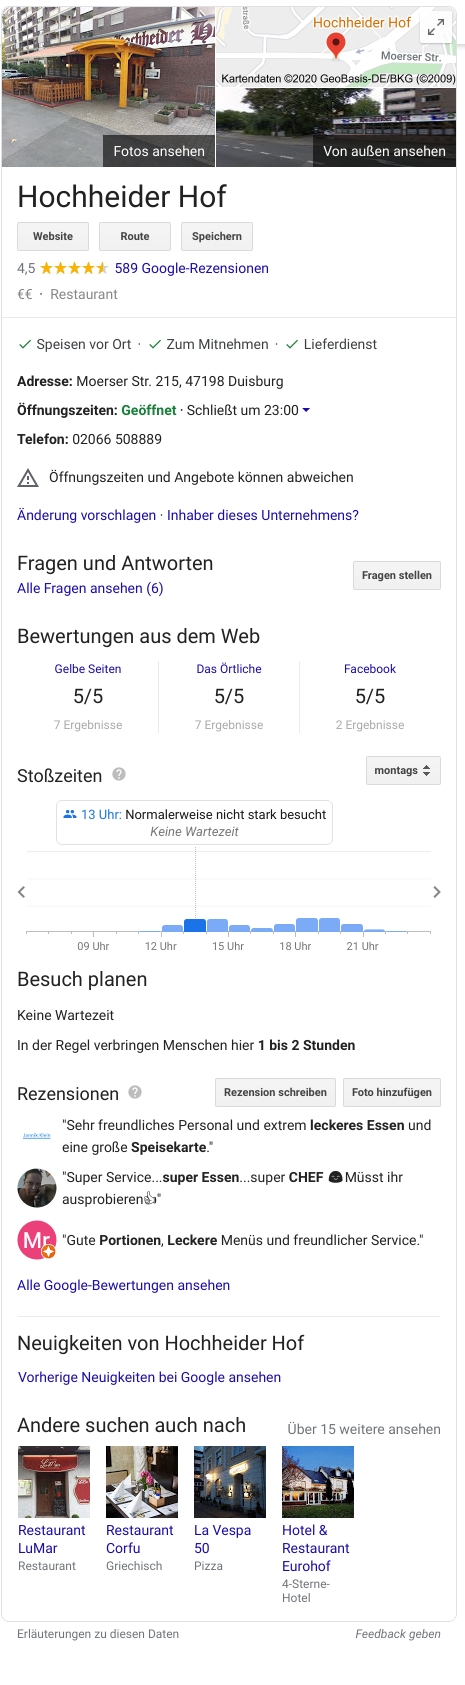 Hochheider H
Fotos ansehen
straße
Hochheider Hof
Moerser Str.
Kartendaten ©2020 GeoBasis-DE/BKG (©2009)
Von außen ansehen
Hochheider Hof
Website
Route
Speichern
4,5 589 Google-Rezensionen
€€ · Restaurant
Speisen vor Ort · Zum Mitnehmen · Lieferdienst
Adresse: Moerser Str. 215, 47198 Duisburg
Öffnungszeiten: Geöffnet · Schließt um 23:00
Telefon: 02066 508889
Öffnungszeiten und Angebote können abweichen
Änderung vorschlagen · Inhaber dieses Unternehmens?
Fragen und Antworten
Alle Fragen ansehen (6)
Fragen stellen
Bewertungen aus dem Web
Gelbe Seiten Das Örtliche Facebook
5/5 5/5 5/5
7 Ergebnisse 7 Ergebnisse 2 Ergebnisse
Stoßzeiten ?
montags
13 Uhr: Normalerweise nicht stark besucht
Keine Wartezeit
09 Uhr 12 Uhr 15 Uhr 18 Uhr 21 Uhr
Besuch planen
Keine Wartezeit
In der Regel verbringen Menschen hier 1 bis 2 Stunden
Rezensionen ?
Rezension schreiben
Foto hinzufügen
"Sehr freundliches Personal und extrem leckeres Essen und
eine große Speisekarte."
"Super Service...super Essen...super CHEF 🌚Müsst ihr
ausprobieren👍"
Mr
"Gute Portionen, Leckere Menüs und freundlicher Service."
Alle Google-Bewertungen ansehen
Neuigkeiten von Hochheider Hof
Vorherige Neuigkeiten bei Google ansehen
Andere suchen auch nach
Über 15 weitere ansehen
Restaurant
LuMar
Restaurant
Restaurant
Corfu
Griechisch
La Vespa
50
Pizza
Hotel &
Restaurant
Eurohof
4-Sterne-
Hotel
Erläuterungen zu diesen Daten
Feedback geben